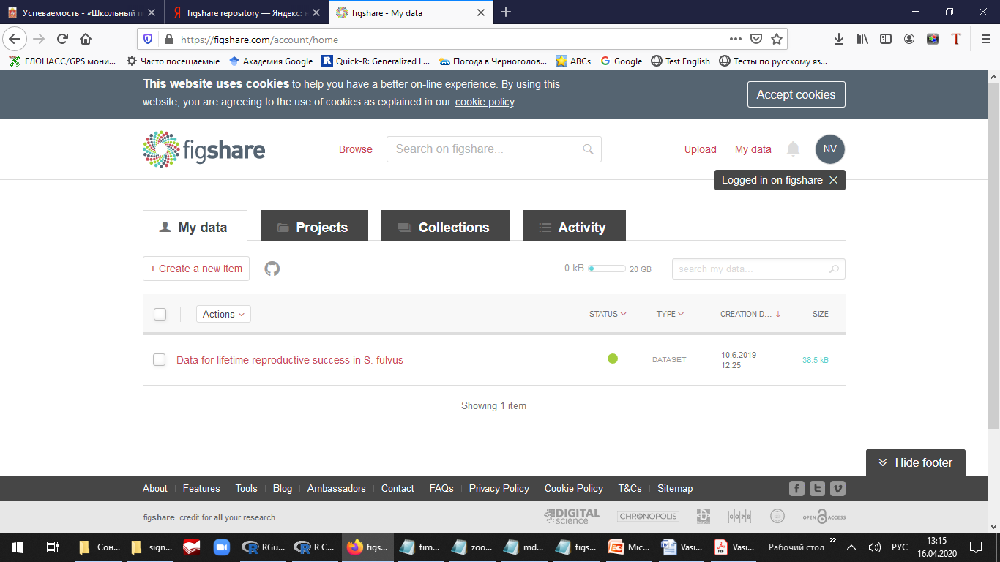 Успеваемость - «Школьный п
figshare repository — Яндекс: н
figshare - My data
https://figshare.com/account/home
ГЛОНАСС/GPS мони...
Часто посещаемые
Академия Google
Quick-R: Generalized L...
Погода в Черноголов...
ABCs
Google
Test English
Тесты по русскому яз...
This website uses cookies to help you have a better on-line experience. By using this
website, you are agreeing to the use of cookies as explained in our cookie policy.
Accept cookies
figshare
Browse
Search on figshare...
Upload
My data
NV
Logged in on figshare
My data
Projects
Collections
Activity
+ Create a new item
0 kB
20 GB
search my data...
Actions
STATUS
TYPE
CREATION D...
SIZE
Data for lifetime reproductive success in S. fulvus
DATASET
10.6.2019
12:25
38.5 kB
Showing 1 item
Hide footer
About
Features
Tools
Blog
Ambassadors
Contact
FAQs
Privacy Policy
Cookie Policy
T&Cs
Sitemap
figshare. credit for all your research.
DIGITAL
science
CHRONOPOLIS
C O P E
OPEN ACCESS
Сон...
sign...
RGu...
R C...
figs...
tim...
zoo...
md...
figs...
Mic...
Vasi...
Vasi...
Рабочий стол
РУС
13:15
16.04.2020